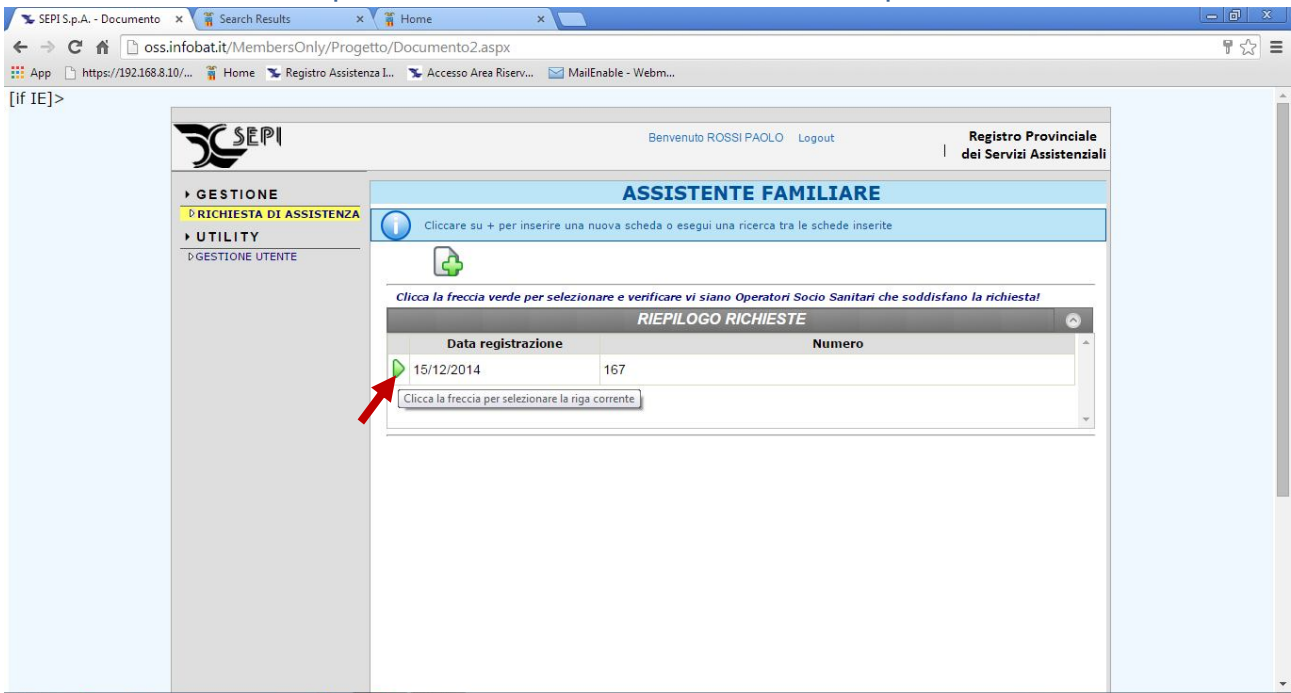 SEPI S.p.A. - Documento
Search Results
Home
oss.infobat.it/MembersOnly/Progetto/Documento2.aspx
App https://192.168.8.10/... Home Registro Assistenza I... Accesso Area Riserv... MailEnable - Webm...
[if IE]>
SEPI
Benvenuto ROSSI PAOLO Logout
| Registro Provinciale
dei Servizi Assistenziali
GESTIONE
RICHIESTA DI ASSISTENZA
UTILITY
GESTIONE UTENTE
ASSISTENTE FAMILIARE
Cliccare su + per inserire una nuova scheda o esegui una ricerca tra le schede inserite
Clicca la freccia verde per selezionare e verificare vi siano Operatori Socio Sanitari che soddisfano la richiesta!
RIEPILOGO RICHIESTE
Data registrazione Numero
15/12/2014 167
Clicca la freccia per selezionare la riga corrente